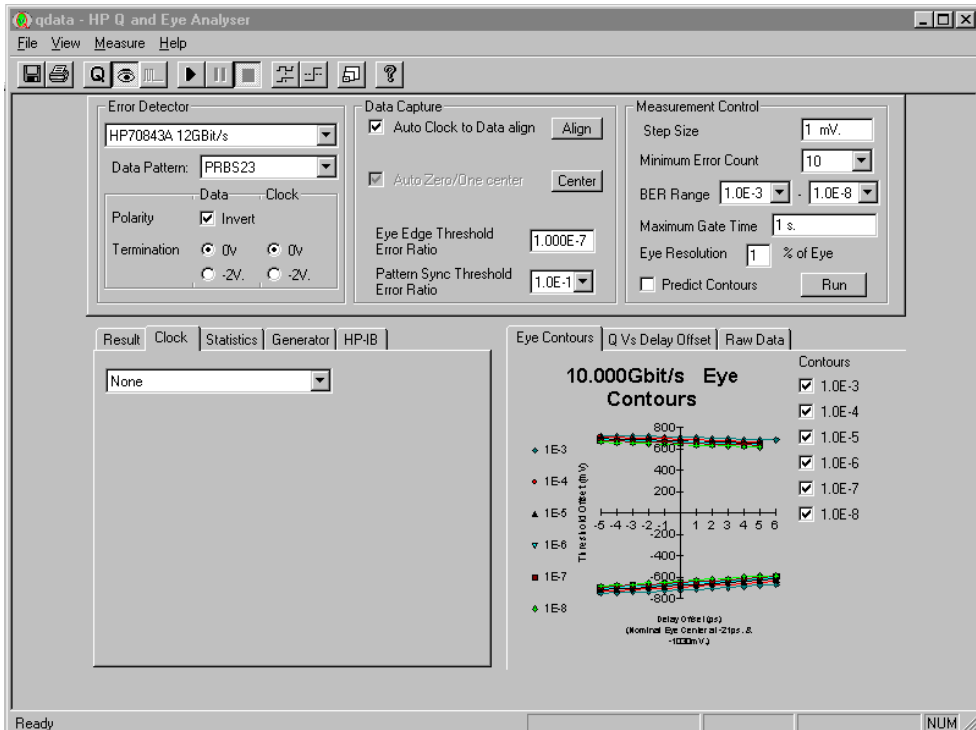 qdata - HP Q and Eye Analyser
File View Measure Help
Q
Error Detector
HP70843A 12GBit/s
Data Pattern: PRBS23
Data Clock
Polarity Invert
Termination 0v 0v
-2V. -2V.
Data Capture
Auto Clock to Data align Align
Auto Zero/One center Center
Eye Edge Threshold
Error Ratio 1.000E-7
Pattern Sync Threshold
Error Ratio 1.0E-1
Measurement Control
Step Size 1 mV.
Minimum Error Count 10
BER Range 1.0E-3 - 1.0E-8
Maximum Gate Time 1 s.
Eye Resolution 1 % of Eye
Predict Contours Run
Result Clock Statistics Generator HP-IB
None
Eye Contours Q Vs Delay Offset Raw Data
10.000Gbit/s Eye
Contours
1E-3
1E-4
1E-5
1E-6
1E-7
1E-8
Threshold Offset (mV)
800
600
400
200
-5 -4 -3 -2 -1 1 2 3 4 5 6
-200
-400
-600
-800
Delay Offset (ps)
(Nominal Eye Center at -21ps. &
Contours
1.0E-3
1.0E-4
1.0E-5
1.0E-6
1.0E-7
1.0E-8
Ready NUM